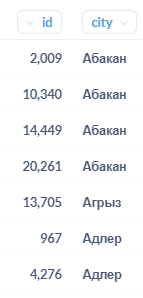 id city
2,009 Абакан
10,340 Абакан
14,449 Абакан
20,261 Абакан
13,705 Агрыз
967 Адлер
4,276 Адлер